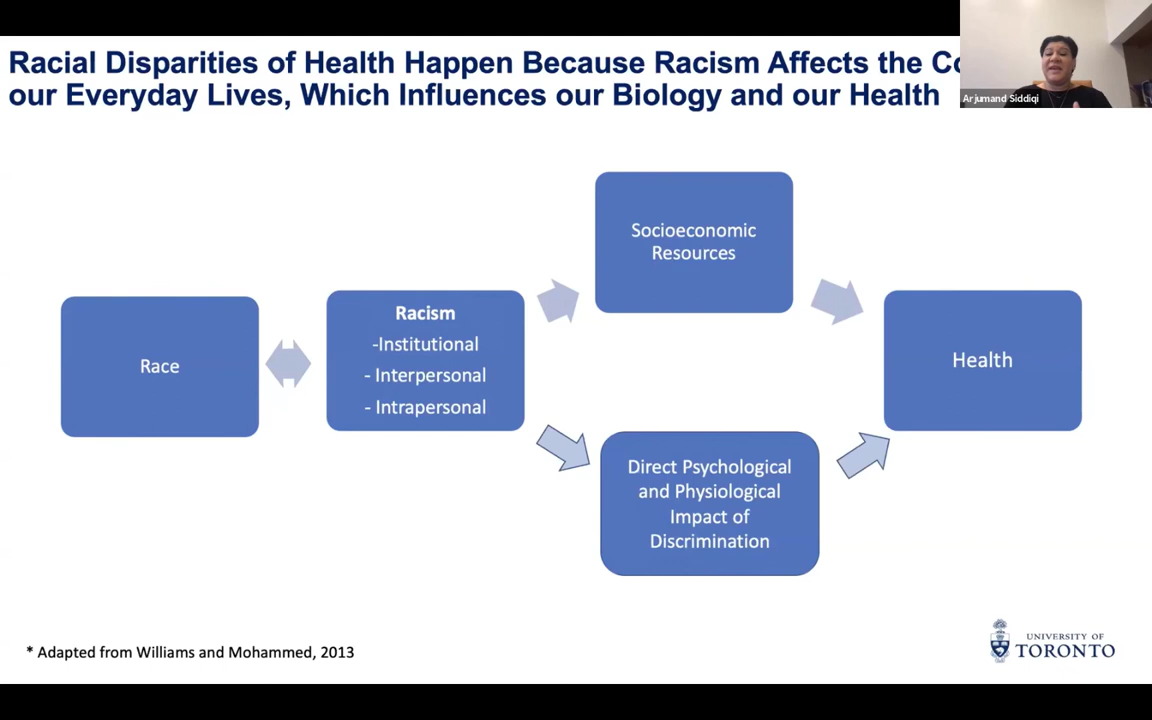 Racial Disparities of Health Happen Because Racism Affects the
our Everyday Lives, Which Influences our Biology and our Health
Arjumand Siddiqi
Socioeconomic
Resources
Race
Racism
-Institutional
- Interpersonal
- Intrapersonal
Health
Direct Psychological
and Physiological
Impact of
Discrimination
* Adapted from Williams and Mohammed, 2013
UNIVERSITY OF
TORONTO